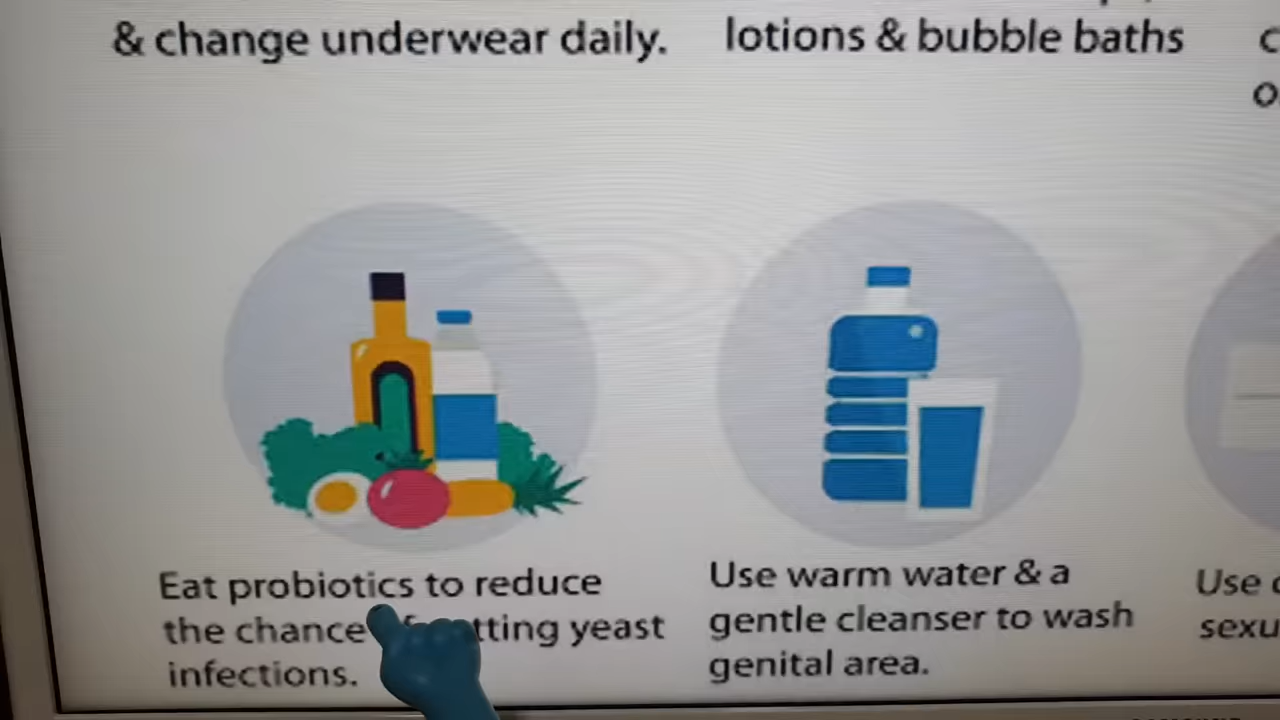 & change underwear daily.
lotions & bubble baths
Eat probiotics to reduce
the chance tting yeast
infections.
Use warm water & a
gentle cleanser to wash
genital area.
Use
sexu